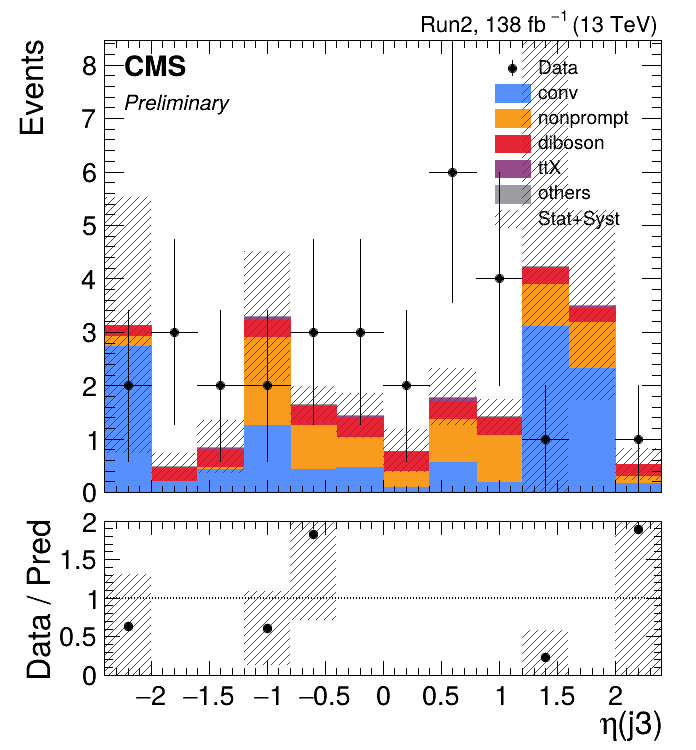 Run2, 138 fb⁻¹ (13 TeV)
Events
8
7
6
5
4
3
2
1
0
CMS
Preliminary
Data
conv
nonprompt
diboson
ttX
others
Stat+Syst
Data / Pred
2
1.5
1
0.5
0
−2 −1.5 −1 −0.5 0 0.5 1 1.5 2
η(j3)